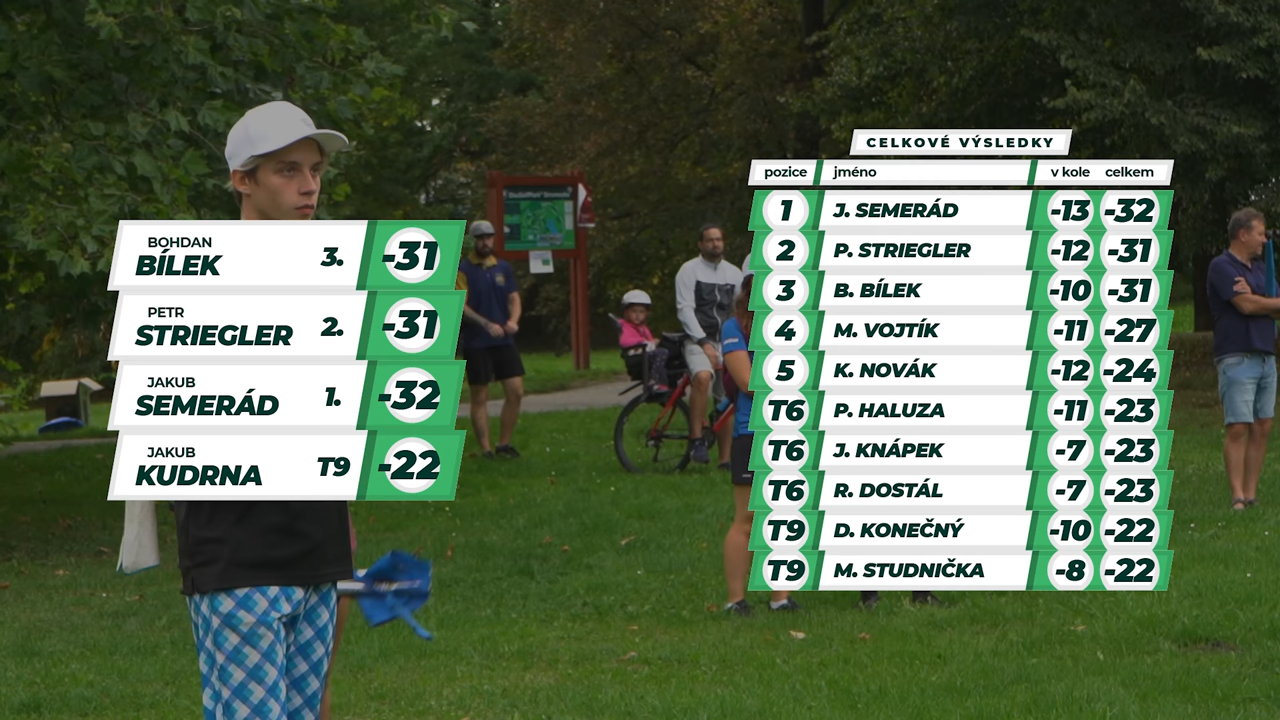 BOHDAN
BÍLEK 3. -31
PETR
STRIEGLER 2. -31
JAKUB
SEMERÁD 1. -32
JAKUB
KUDRNA T9 -22
CELKOVÉ VÝSLEDKY
pozice jméno v kole celkem
1 J. SEMERÁD -13 -32
2 P. STRIEGLER -12 -31
3 B. BÍLEK -10 -31
4 M. VOJTÍK -11 -27
5 K. NOVÁK -12 -24
T6 P. HALUZA -11 -23
T6 J. KNÁPEK -7 -23
T6 R. DOSTÁL -7 -23
T9 D. KONEČNÝ -10 -22
T9 M. STUDNIČKA -8 -22